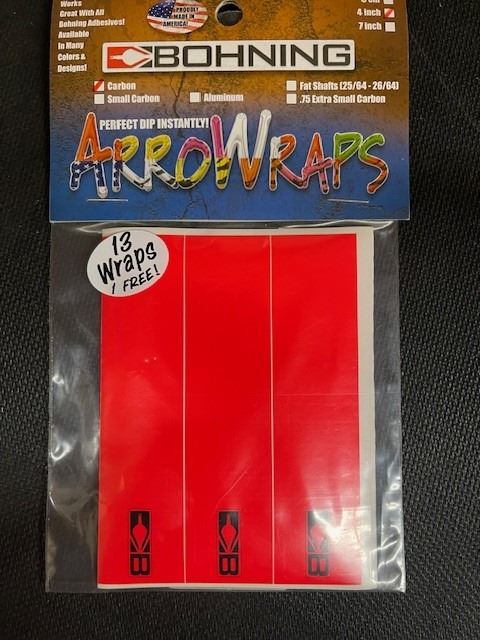 Works
Great With All
Bohning Adhesives!
Available
In Many
Colors &
Designs!
PROUDLY
MADE IN
AMERICA!
4 inch
7 inch
BOHNING
Carbon
Small Carbon
Aluminum
Fat Shafts (25/64 - 26/64)
.75 Extra Small Carbon
PERFECT DIP INSTANTLY!
ARROWRAPS
13
Wraps
1 FREE!
B
B
B